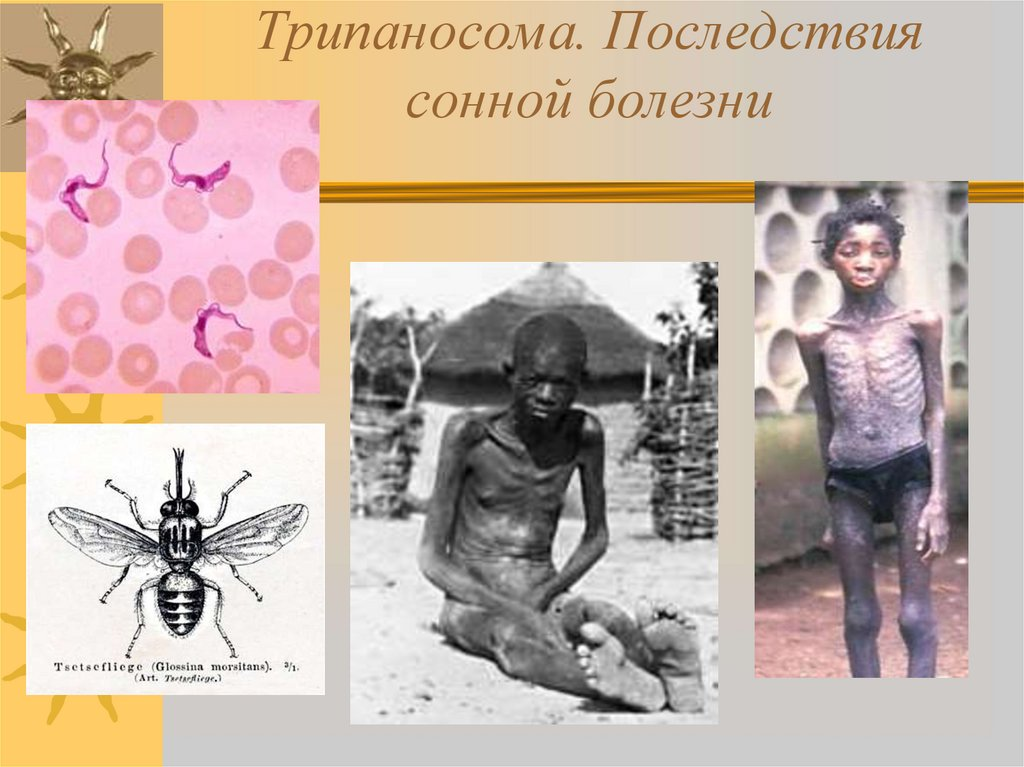 Трипаносома. Последствия
сонной болезни
Tsetsefliege (Glossina morsitans). ³/₁.
(Art. Tsetsefliege.)